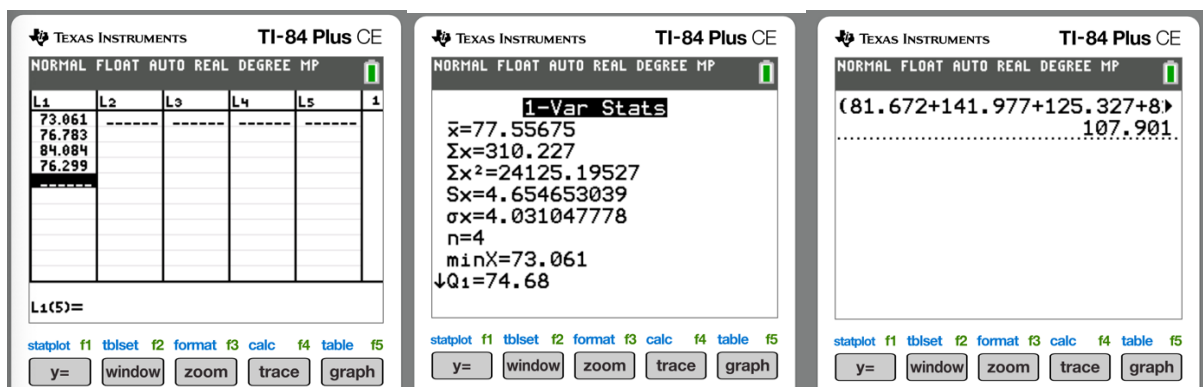 TEXAS INSTRUMENTS TI-84 Plus CE
NORMAL FLOAT AUTO REAL DEGREE MP
L1 L2 L3 L4 L5 1
73.061 ------ ------ ------ ------
76.783
84.084
76.299
------
L1(5)=
statplot f1 tblset f2 format f3 calc f4 table f5
y= window zoom trace graph
TEXAS INSTRUMENTS TI-84 Plus CE
NORMAL FLOAT AUTO REAL DEGREE MP
1-Var Stats
x̄=77.55675
Σx=310.227
Σx²=24125.19527
Sx=4.654653039
σx=4.031047778
n=4
minX=73.061
↓Q1=74.68
statplot f1 tblset f2 format f3 calc f4 table f5
y= window zoom trace graph
TEXAS INSTRUMENTS TI-84 Plus CE
NORMAL FLOAT AUTO REAL DEGREE MP
(81.672+141.977+125.327+8
107.901
statplot f1 tblset f2 format f3 calc f4 table f5
y= window zoom trace graph